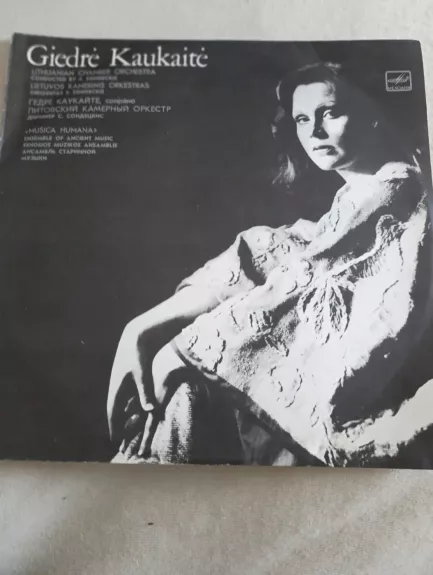 Giedrė Kaukaitė
LITHUANIAN CHAMBER ORCHESTRA
CONDUCTED BY S. SONDECKIS
LIETUVOS KAMERINIS ORKESTRAS
DIRIGENTAS S. SONDECKIS
ГЕДРЕ КАУКАЙТЕ, сопрано
ЛИТОВСКИЙ КАМЕРНЫЙ ОРКЕСТР
ДИРИЖЕР С. СОНДЕЦКИС
«MUSICA HUMANA»
ENSEMBLE OF ANCIENT MUSIC
SENOSIOS MUZIKOS ANSAMBLIS
АНСАМБЛЬ СТАРИННОЙ
МУЗЫКИ